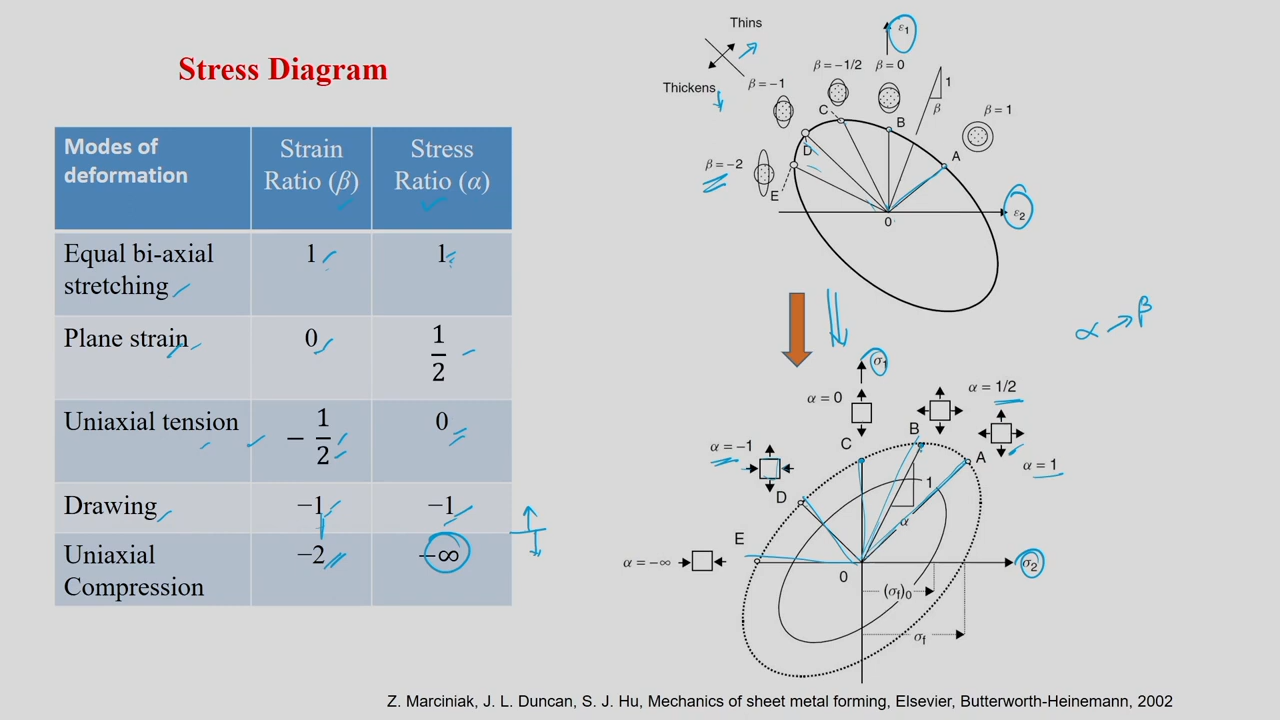 Stress Diagram
Modes of deformation
Strain Ratio (β)
Stress Ratio (α)
Equal bi-axial stretching
1
1
Plane strain
0
1
2
Uniaxial tension
− 1
2
0
Drawing
−1
−1
Uniaxial Compression
−2
−∞
Thins
Thickens
ε1
β=−1/2
β=0
β=−1
1
β
β=1
C
B
A
D
β=−2
E
0
ε2
α → β
σ1
α = 0
α = 1/2
α = −1
B
C
A
α = 1
D
1
α
E
α = −∞
0
σ2
(σf)0
σf
Z. Marciniak, J. L. Duncan, S. J. Hu, Mechanics of sheet metal forming, Elsevier, Butterworth-Heinemann, 2002